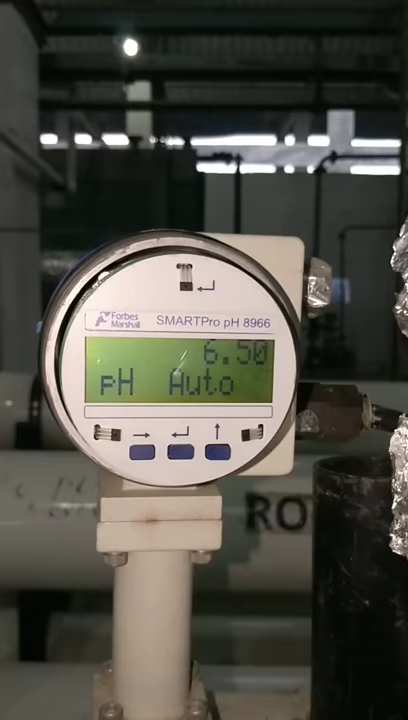 Forbes
Marshall
SMARTPro pH 8966
6.50
pH Auto
RO